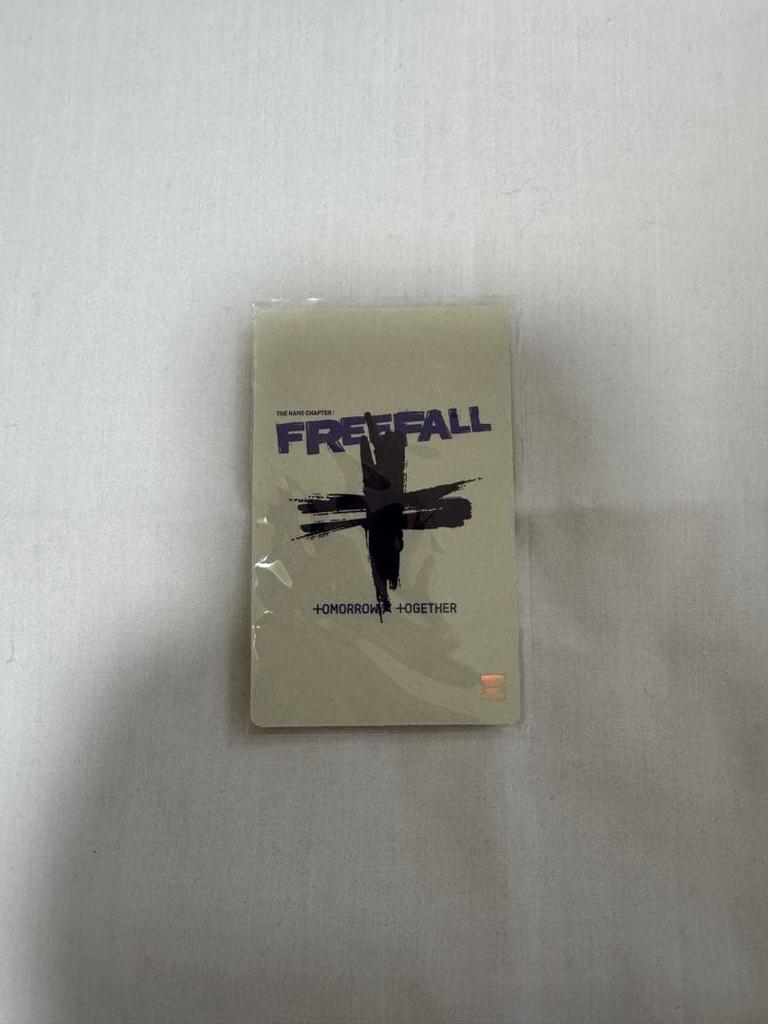 THE NAME CHAPTER :
FREEFALL
+OMORROW X +OGETHER